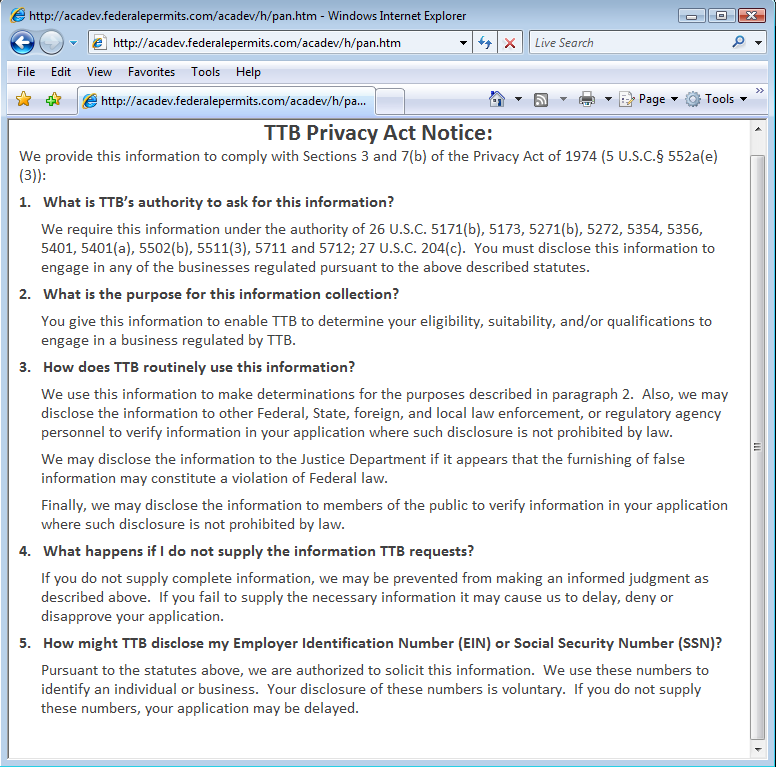 http://acadev.federalepermits.com/acadev/h/pan.htm - Windows Internet Explorer
http://acadev.federalepermits.com/acadev/h/pan.htm
Live Search
File Edit View Favorites Tools Help
http://acadev.federalepermits.com/acadev/h/pa...
Page Tools
TTB Privacy Act Notice:
We provide this information to comply with Sections 3 and 7(b) of the Privacy Act of 1974 (5 U.S.C.§ 552a(e)
(3)):
1. What is TTB’s authority to ask for this information?
We require this information under the authority of 26 U.S.C. 5171(b), 5173, 5271(b), 5272, 5354, 5356,
5401, 5401(a), 5502(b), 5511(3), 5711 and 5712; 27 U.S.C. 204(c). You must disclose this information to
engage in any of the businesses regulated pursuant to the above described statutes.
2. What is the purpose for this information collection?
You give this information to enable TTB to determine your eligibility, suitability, and/or qualifications to
engage in a business regulated by TTB.
3. How does TTB routinely use this information?
We use this information to make determinations for the purposes described in paragraph 2. Also, we may
disclose the information to other Federal, State, foreign, and local law enforcement, or regulatory agency
personnel to verify information in your application where such disclosure is not prohibited by law.
We may disclose the information to the Justice Department if it appears that the furnishing of false
information may constitute a violation of Federal law.
Finally, we may disclose the information to members of the public to verify information in your application
where such disclosure is not prohibited by law.
4. What happens if I do not supply the information TTB requests?
If you do not supply complete information, we may be prevented from making an informed judgment as
described above. If you fail to supply the necessary information it may cause us to delay, deny or
disapprove your application.
5. How might TTB disclose my Employer Identification Number (EIN) or Social Security Number (SSN)?
Pursuant to the statutes above, we are authorized to solicit this information. We use these numbers to
identify an individual or business. Your disclosure of these numbers is voluntary. If you do not supply
these numbers, your application may be delayed.